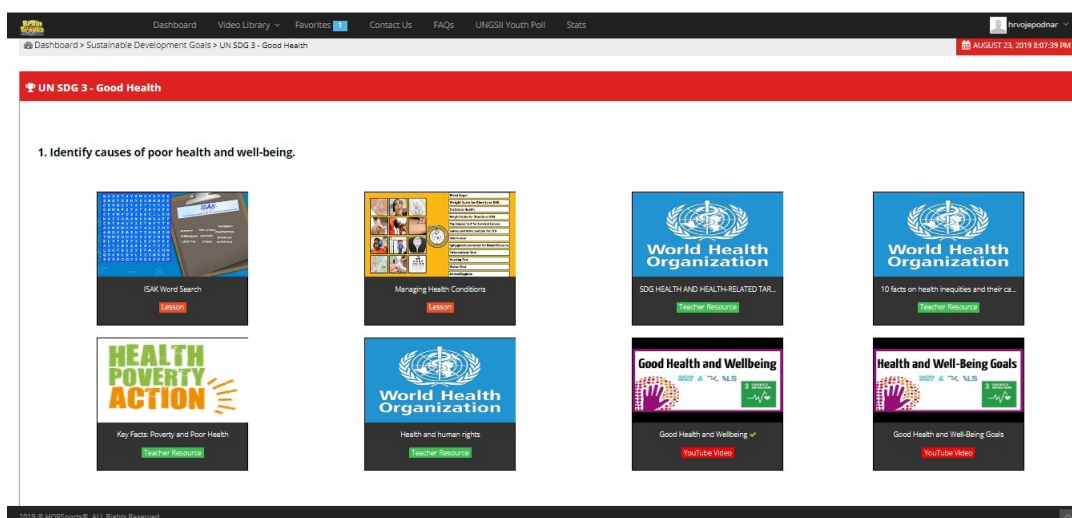 Brain Breaks
Dashboard Video Library Favorites 1 Contact Us FAQs UNGSII Youth Poll Stats hrvojepodnar
Dashboard > Sustainable Development Goals > UN SDG 3 - Good Health AUGUST 23, 2019 8:07:39 PM
UN SDG 3 - Good Health
1. Identify causes of poor health and well-being.
ISAK
ISAK Word Search
Lesson
Managing Health Conditions
Lesson
World Health
Organization
SDG HEALTH AND HEALTH-RELATED TAR...
Teacher Resource
World Health
Organization
10 facts on health inequities and their ca...
Teacher Resource
HEALTH
POVERTY
ACTION
Key Facts: Poverty and Poor Health
Teacher Resource
World Health
Organization
Health and human rights
Teacher Resource
Good Health and Wellbeing
Good Health and Wellbeing
YouTube Video
Health and Well-Being Goals
Good Health and Well-Being Goals
YouTube Video
2019 © HOPSports®. ALL Rights Reserved.